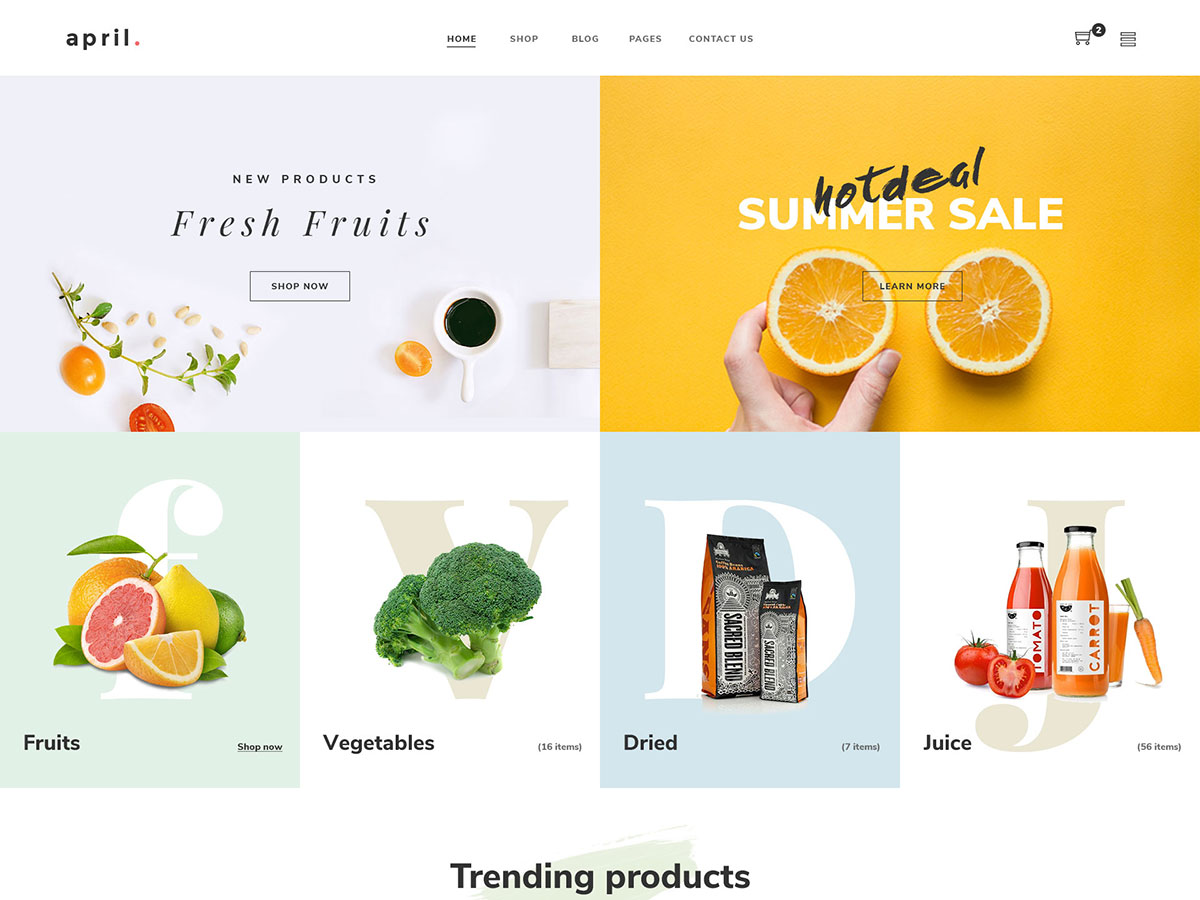 april.
HOME SHOP BLOG PAGES CONTACT US
2
NEW PRODUCTS
Fresh Fruits
SHOP NOW
hotdeal
SUMMER SALE
LEARN MORE
f
V
D
J
100% ARABICA
SACRED BLEND
SACRED BLEND
TOMATO
CARROT
Fruits
Shop now
Vegetables
(16 items)
Dried
(7 items)
Juice
(56 items)
Trending products